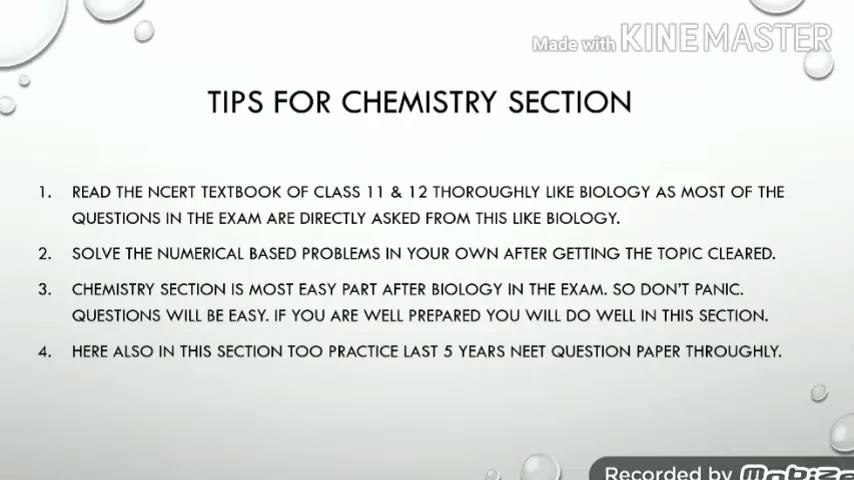 Made with KINEMASTER
TIPS FOR CHEMISTRY SECTION
1. READ THE NCERT TEXTBOOK OF CLASS 11 & 12 THOROUGHLY LIKE BIOLOGY AS MOST OF THE
QUESTIONS IN THE EXAM ARE DIRECTLY ASKED FROM THIS LIKE BIOLOGY.
2. SOLVE THE NUMERICAL BASED PROBLEMS IN YOUR OWN AFTER GETTING THE TOPIC CLEARED.
3. CHEMISTRY SECTION IS MOST EASY PART AFTER BIOLOGY IN THE EXAM. SO DON'T PANIC.
QUESTIONS WILL BE EASY. IF YOU ARE WELL PREPARED YOU WILL DO WELL IN THIS SECTION.
4. HERE ALSO IN THIS SECTION TOO PRACTICE LAST 5 YEARS NEET QUESTION PAPER THROUGHLY.
Recorded by